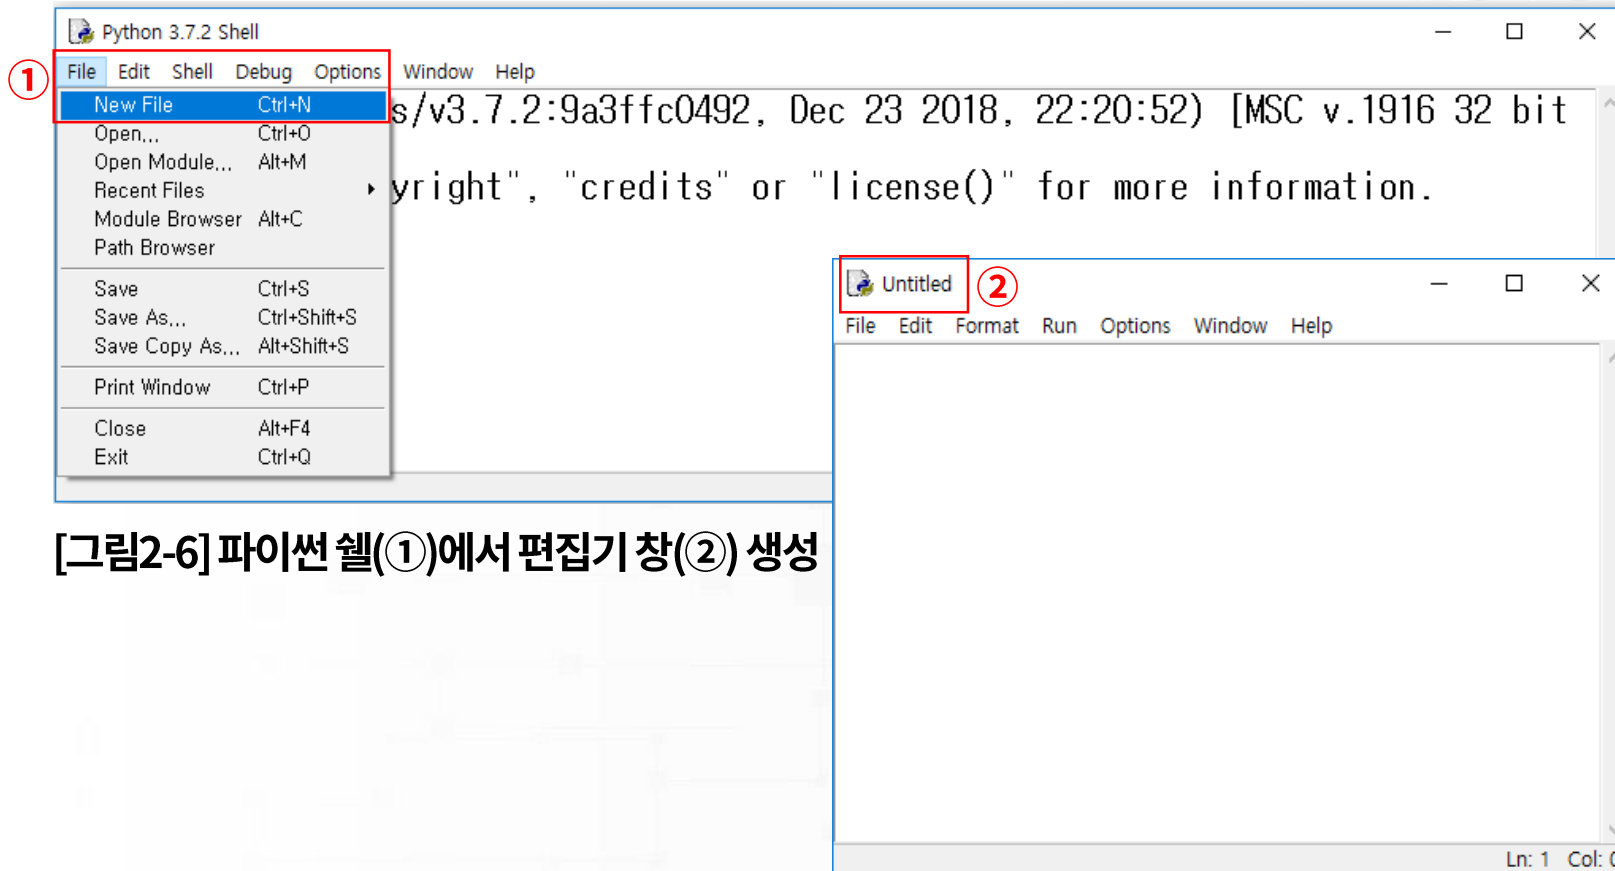 Python 3.7.2 Shell
① File Edit Shell Debug Options Window Help
New File Ctrl+N
Open... Ctrl+O
Open Module... Alt+M
Recent Files
Module Browser Alt+C
Path Browser
Save Ctrl+S
Save As... Ctrl+Shift+S
Save Copy As... Alt+Shift+S
Print Window Ctrl+P
Close Alt+F4
Exit Ctrl+Q
s/v3.7.2:9a3ffc0492, Dec 23 2018, 22:20:52) [MSC v.1916 32 bit
yright", "credits" or "license()" for more information.
Untitled ②
File Edit Format Run Options Window Help
Ln: 1 Col: 0
[그림2-6] 파이썬 쉘(①)에서 편집기 창(②) 생성